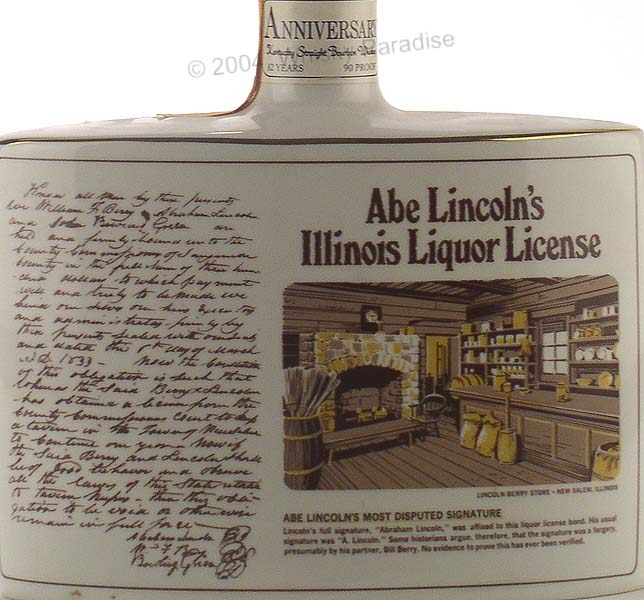 ANNIVERSARY
Kentucky Straight Bourbon Whiskey
12 YEARS 90 PROOF
© 2004 Whisky Paradise
Know all Men by these presents
we William F Berry, Abraham Lincoln
and Bowling Green are
held and firmly bound unto the
County Commissioners of Sangamon
County in the full sum of three hun
dred dollars to which payment
well and truly to be made we
bind our selves our heirs Executors
and administrators firmly by
these presents sealed with our seals
and dated this 6th day of March
A.D. 1833 - Now the Condition
of this obligation is such that
Whereas the said Berry & Lincoln
has obtained a license from the
County Commissioners Court to keep
a tavern in the Town of New Salem
to Continue one year. Now if
the said Berry and Lincoln shall
be of good behavior and observe
all the laws of this State relative
to tavern keepers - then this obli-
gation to be void or otherwise
remain in full force
Abraham Lincoln
Wm F Berry
Bowling Green
Abe Lincoln's
Illinois Liquor License
LINCOLN BERRY STORE • NEW SALEM, ILLINOIS
ABE LINCOLN'S MOST DISPUTED SIGNATURE
Lincoln's full signature, "Abraham Lincoln," was affixed to this liquor license bond. His usual
signature was "A. Lincoln." Some historians argue, therefore, that the signature was a forgery,
presumably by his partner, Bill Berry. No evidence to prove this has ever been verified.